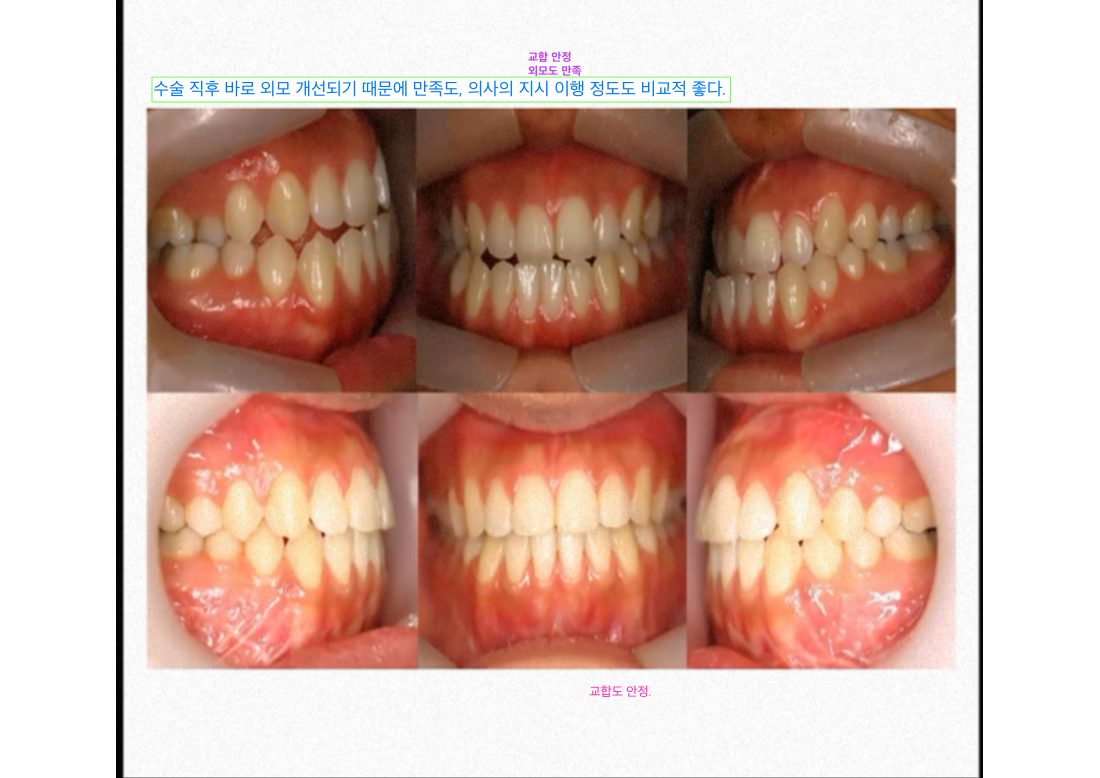 교합 안정
외모도 만족
수술 직후 바로 외모 개선되기 때문에 만족도, 의사의 지시 이행 정도도 비교적 좋다.
교합도 안정.